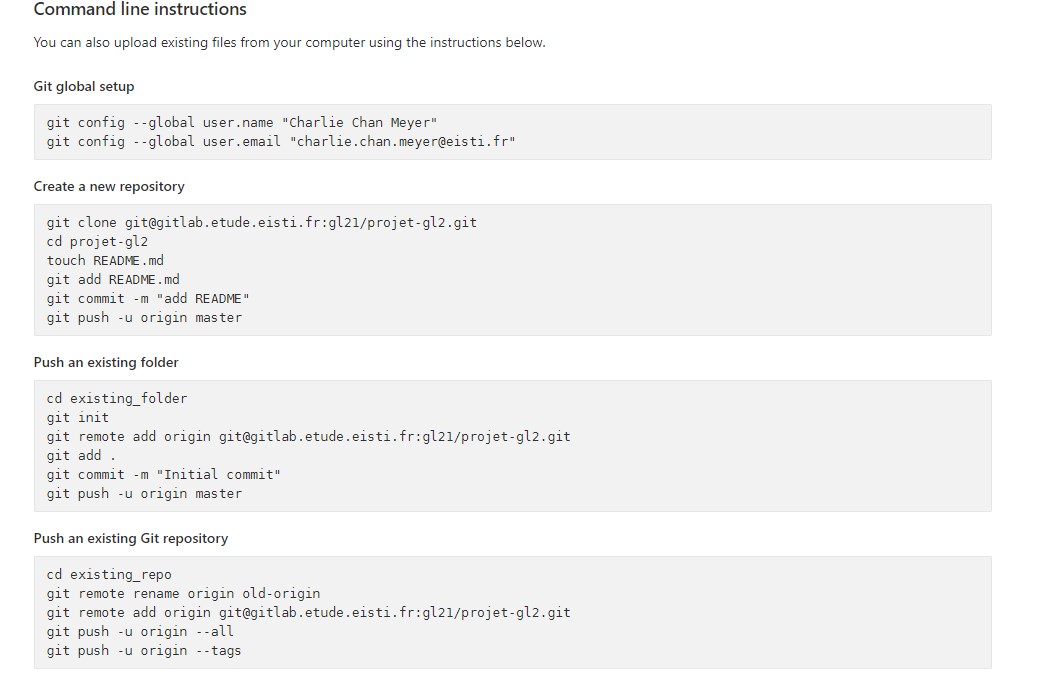 Command line instructions
You can also upload existing files from your computer using the instructions below.
Git global setup
git config --global user.name "Charlie Chan Meyer"
git config --global user.email "charlie.chan.meyer@eisti.fr"
Create a new repository
git clone git@gitlab.etude.eisti.fr:gl21/projet-gl2.git
cd projet-gl2
touch README.md
git add README.md
git commit -m "add README"
git push -u origin master
Push an existing folder
cd existing_folder
git init
git remote add origin git@gitlab.etude.eisti.fr:gl21/projet-gl2.git
git add .
git commit -m "Initial commit"
git push -u origin master
Push an existing Git repository
cd existing_repo
git remote rename origin old-origin
git remote add origin git@gitlab.etude.eisti.fr:gl21/projet-gl2.git
git push -u origin --all
git push -u origin --tags